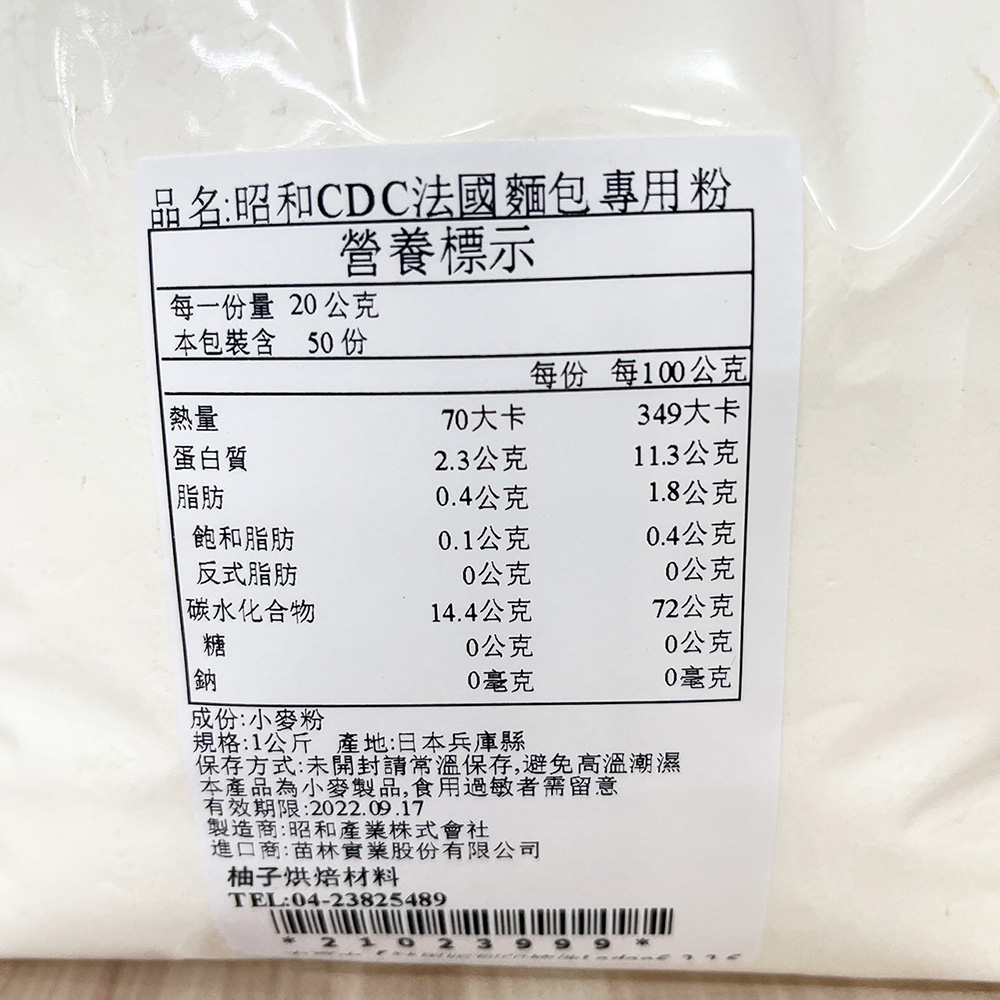 品名:昭和CDC法國麵包專用粉
營養標示
每一份量 20公克
本包裝含 50份
每份 每100公克
熱量 70大卡 349大卡
蛋白質 2.3公克 11.3公克
脂肪 0.4公克 1.8公克
飽和脂肪 0.1公克 0.4公克
反式脂肪 0公克 0公克
碳水化合物 14.4公克 72公克
糖 0公克 0公克
鈉 0毫克 0毫克
成份:小麥粉
規格:1公斤 產地:日本兵庫縣
保存方式:未開封請常溫保存,避免高溫潮濕
本產品為小麥製品,食用過敏者需留意
有效期限:2022.09.17
製造商:昭和產業株式會社
進口商:苗林實業股份有限公司
柚子烘焙材料
TEL:04-23825489
*21023999*